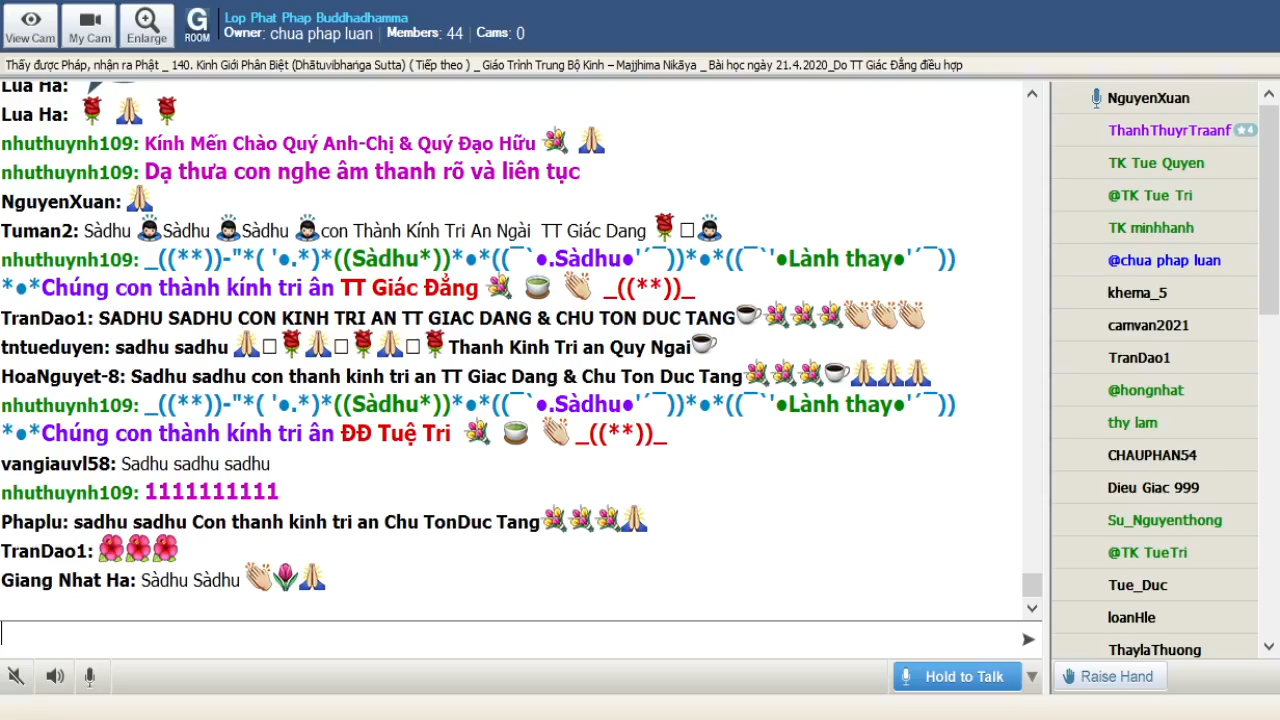 View Cam
My Cam
Enlarge
G
ROOM
Lop Phat Phap Buddhadhamma
Owner: chua phap luan Members: 44 Cams: 0
Thấy được Pháp, nhận ra Phật _ 140. Kinh Giới Phân Biệt (Dhātuvibhaṅga Sutta) ( Tiếp theo ) _ Giáo Trình Trung Bộ Kinh – Majjhima Nikāya _ Bài học ngày 21.4.2020_Do TT Giác Đẳng điều hợp
Lua Ha:
Lua Ha: 🌹 🙏 🌹
nhuthuynh109: Kính Mến Chào Quý Anh-Chị & Quý Đạo Hữu 💐 🙏
nhuthuynh109: Dạ thưa con nghe âm thanh rõ và liên tục
NguyenXuan: 🙏
Tuman2: Sàdhu 🙇Sàdhu 🙇Sàdhu 🙇con Thành Kính Tri An Ngài TT Giác Dang 🌹□🙇
nhuthuynh109: _((**))-"*( '●.*)*((Sàdhu*))*●*((¯`●.Sàdhu●'´¯))*●*((¯`'●Lành thay●'´¯))
*●*Chúng con thành kính tri ân TT Giác Đẳng 💐 🍵 👏 _((**))_
TranDao1: SADHU SADHU CON KINH TRI AN TT GIAC DANG & CHU TON DUC TANG☕💐💐💐👏👏👏
tntueduyen: sadhu sadhu 🙏□🌹🙏□🌹🙏□🌹Thanh Kinh Tri an Quy Ngai☕
HoaNguyet-8: Sadhu sadhu con thanh kinh tri an TT Giac Dang & Chu Ton Duc Tang💐💐💐☕🙏🙏🙏
nhuthuynh109: _((**))-"*( '●.*)*((Sàdhu*))*●*((¯`●.Sàdhu●'´¯))*●*((¯`'●Lành thay●'´¯))
*●*Chúng con thành kính tri ân ĐĐ Tuệ Tri 💐 🍵 👏 _((**))_
vangiauvl58: Sadhu sadhu sadhu
nhuthuynh109: 1111111111
Phaplu: sadhu sadhu Con thanh kinh tri an Chu TonDuc Tang💐💐💐🙏
TranDao1: 🌺🌺🌺
Giang Nhat Ha: Sàdhu Sàdhu 👏🌷🙏
Hold to Talk
NguyenXuan
ThanhThuyrTraanf ★4
TK Tue Quyen
@TK Tue Tri
TK minhhanh
@chua phap luan
khema_5
camvan2021
TranDao1
@hongnhat
thy lam
CHAUPHAN54
Dieu Giac 999
Su_Nguyenthong
@TK TueTri
Tue_Duc
loanHle
ThaylaThuong
Raise Hand